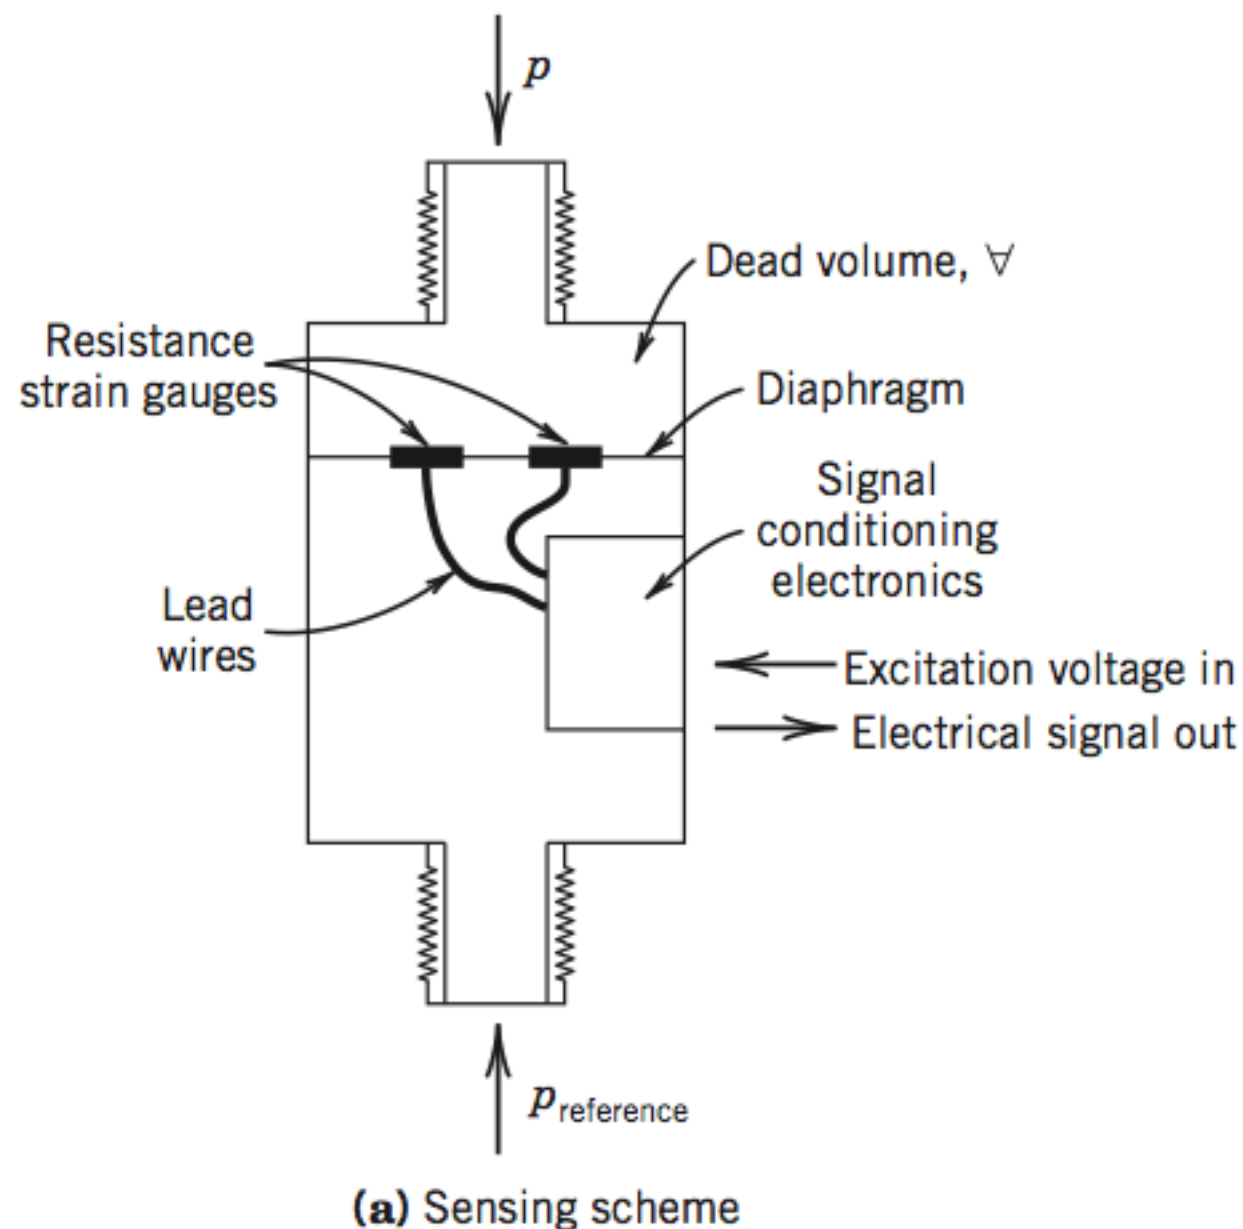 p
Dead volume, ∀
Resistance
strain gauges
Diaphragm
Signal
conditioning
electronics
Lead
wires
Excitation voltage in
Electrical signal out
p reference
(a) Sensing scheme